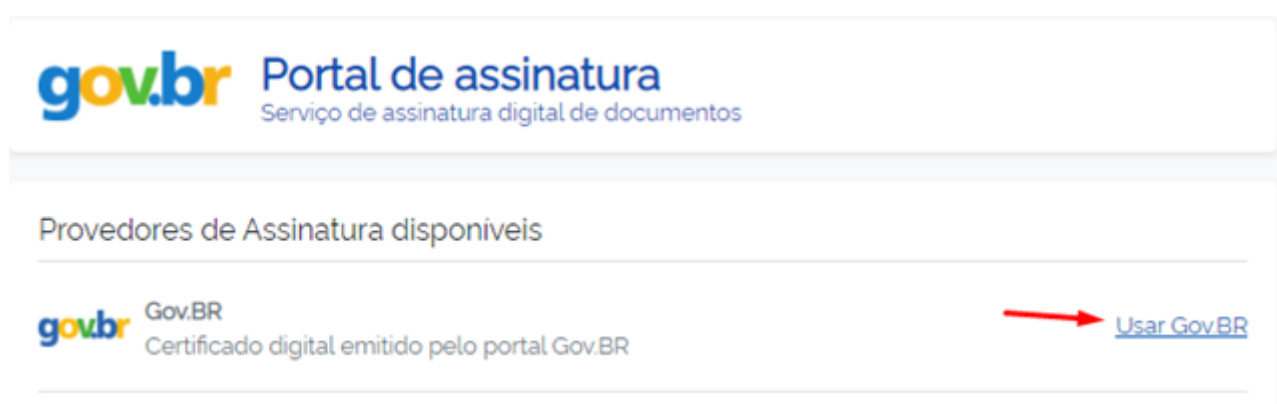 gov.br
Portal de assinatura
Serviço de assinatura digital de documentos
Provedores de Assinatura disponíveis
gov.br
Gov.BR
Certificado digital emitido pelo portal Gov.BR
Usar Gov.BR